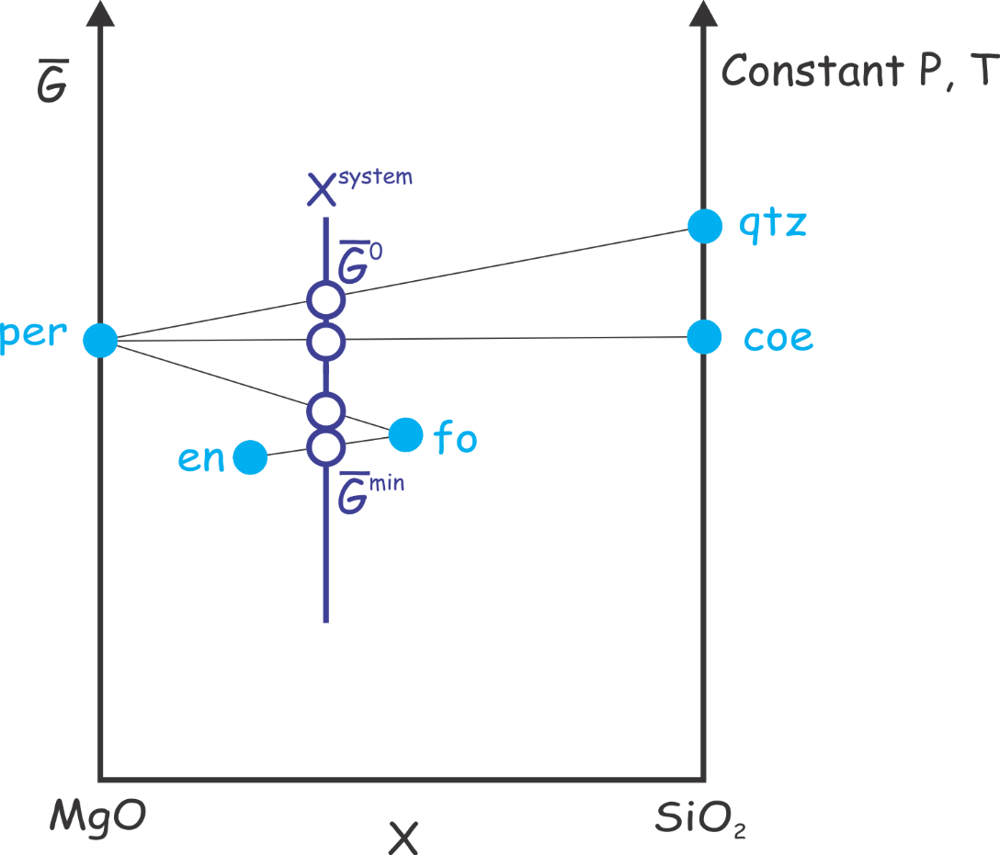 G̅
Constant P, T
X^system
G̅⁰
qtz
per
coe
fo
en
G̅^min
MgO
SiO₂
X